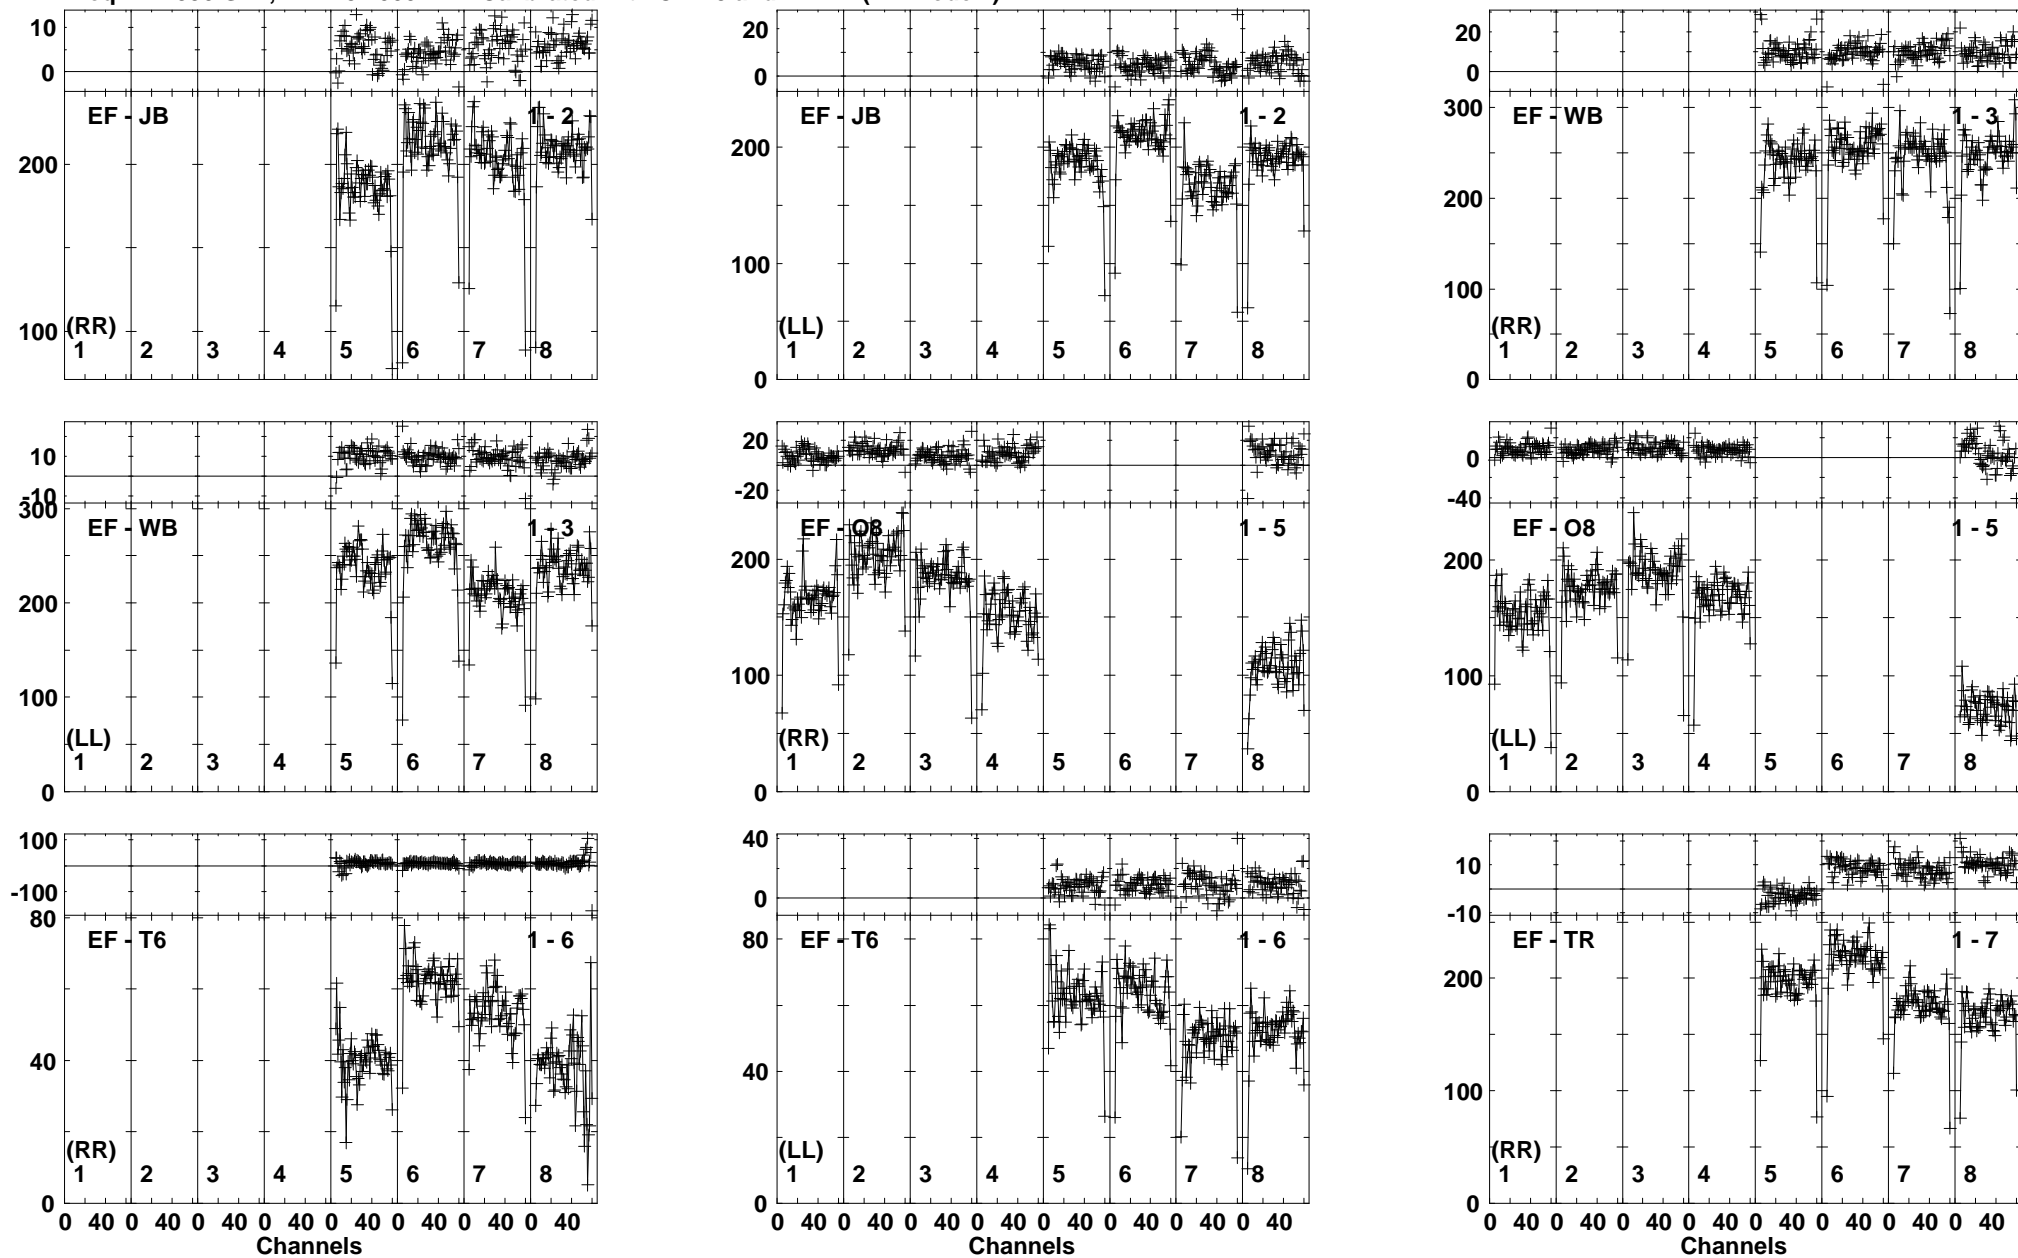 10 0 20 0 20 0
EF - JB 1 - 2 EF - JB 1 - 2 EF - WB 1 - 3
200 100 200 100 0 300 250 200 150 100 0
(RR) (LL) (RR)
1 2 3 4 5 6 7 8 1 2 3 4 5 6 7 8 1 2 3 4 5 6 7 8
10 -10 20 -20 0 -40
EF - WB 1 - 3 EF - O8 1 - 5 EF - O8 1 - 5
300 200 100 0 200 100 0 200 100 0
(LL) (RR) (LL)
1 2 3 4 5 6 7 8 1 2 3 4 5 6 7 8 1 2 3 4 5 6 7 8
100 -100 40 0 10 -10
EF - T6 1 - 6 EF - T6 1 - 6 EF - TR 1 - 7
80 40 0 80 40 0 200 100 0
(RR) (LL) (RR)
1 2 3 4 5 6 7 8 1 2 3 4 5 6 7 8 1 2 3 4 5 6 7 8
0 40 0 40 0 40 0 40 0 40 0 40 0 40 0 40 0 40 0 40 0 40 0 40 0 40 0 40 0 40 0 40 0 40 0 40 0 40 0 40 0 40 0 40 0 40 0 40
Channels Channels Channels